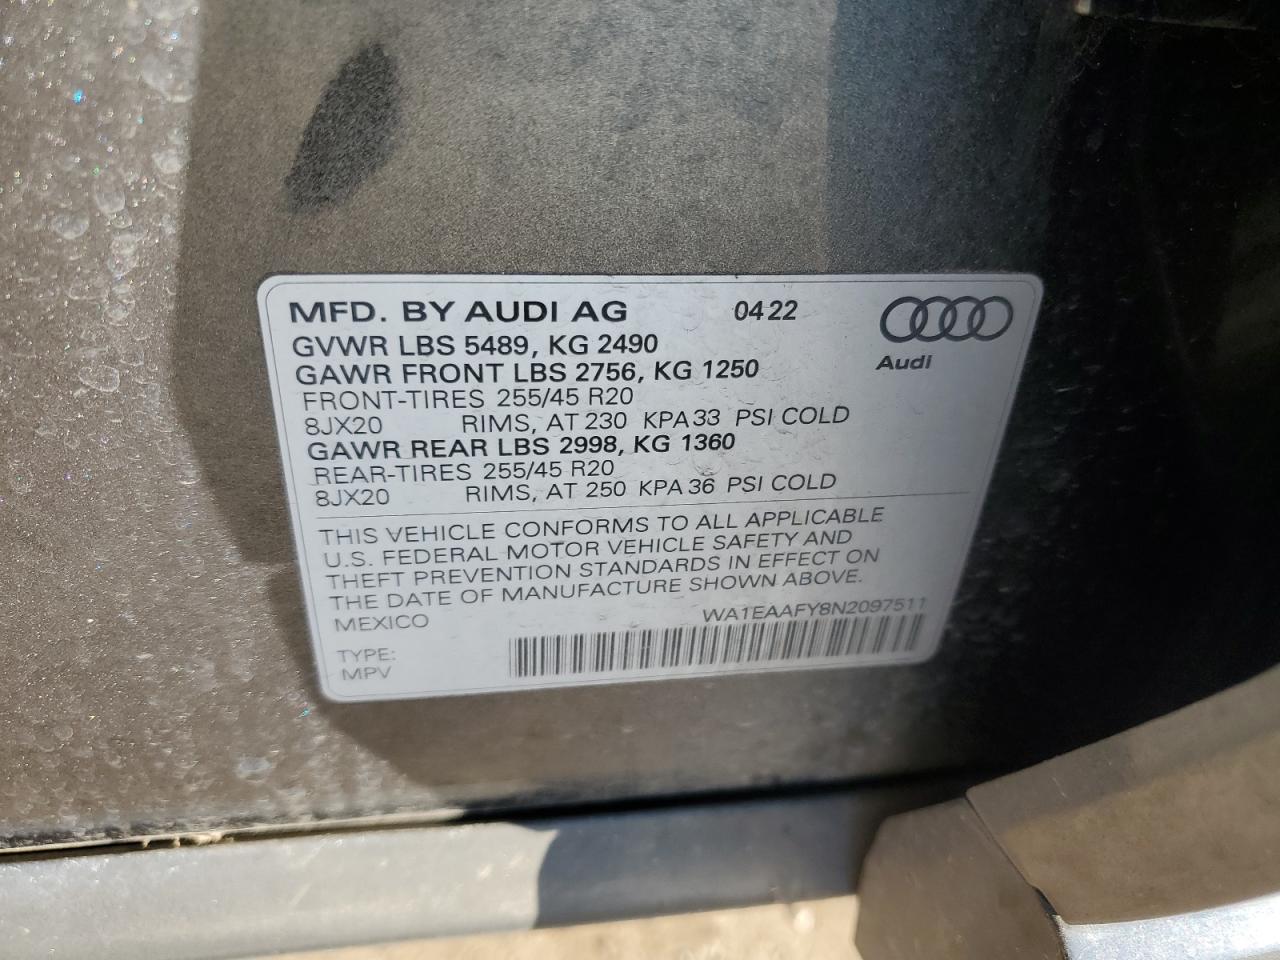 MFD. BY AUDI AG 0422
GVWR LBS 5489, KG 2490
GAWR FRONT LBS 2756, KG 1250
Audi
FRONT-TIRES 255/45 R20
8JX20 RIMS, AT 230 KPA 33 PSI COLD
GAWR REAR LBS 2998, KG 1360
REAR-TIRES 255/45 R20
8JX20 RIMS, AT 250 KPA 36 PSI COLD
THIS VEHICLE CONFORMS TO ALL APPLICABLE
U.S. FEDERAL MOTOR VEHICLE SAFETY AND
THEFT PREVENTION STANDARDS IN EFFECT ON
THE DATE OF MANUFACTURE SHOWN ABOVE.
MEXICO WA1EAAFY8N2097511
TYPE:
MPV